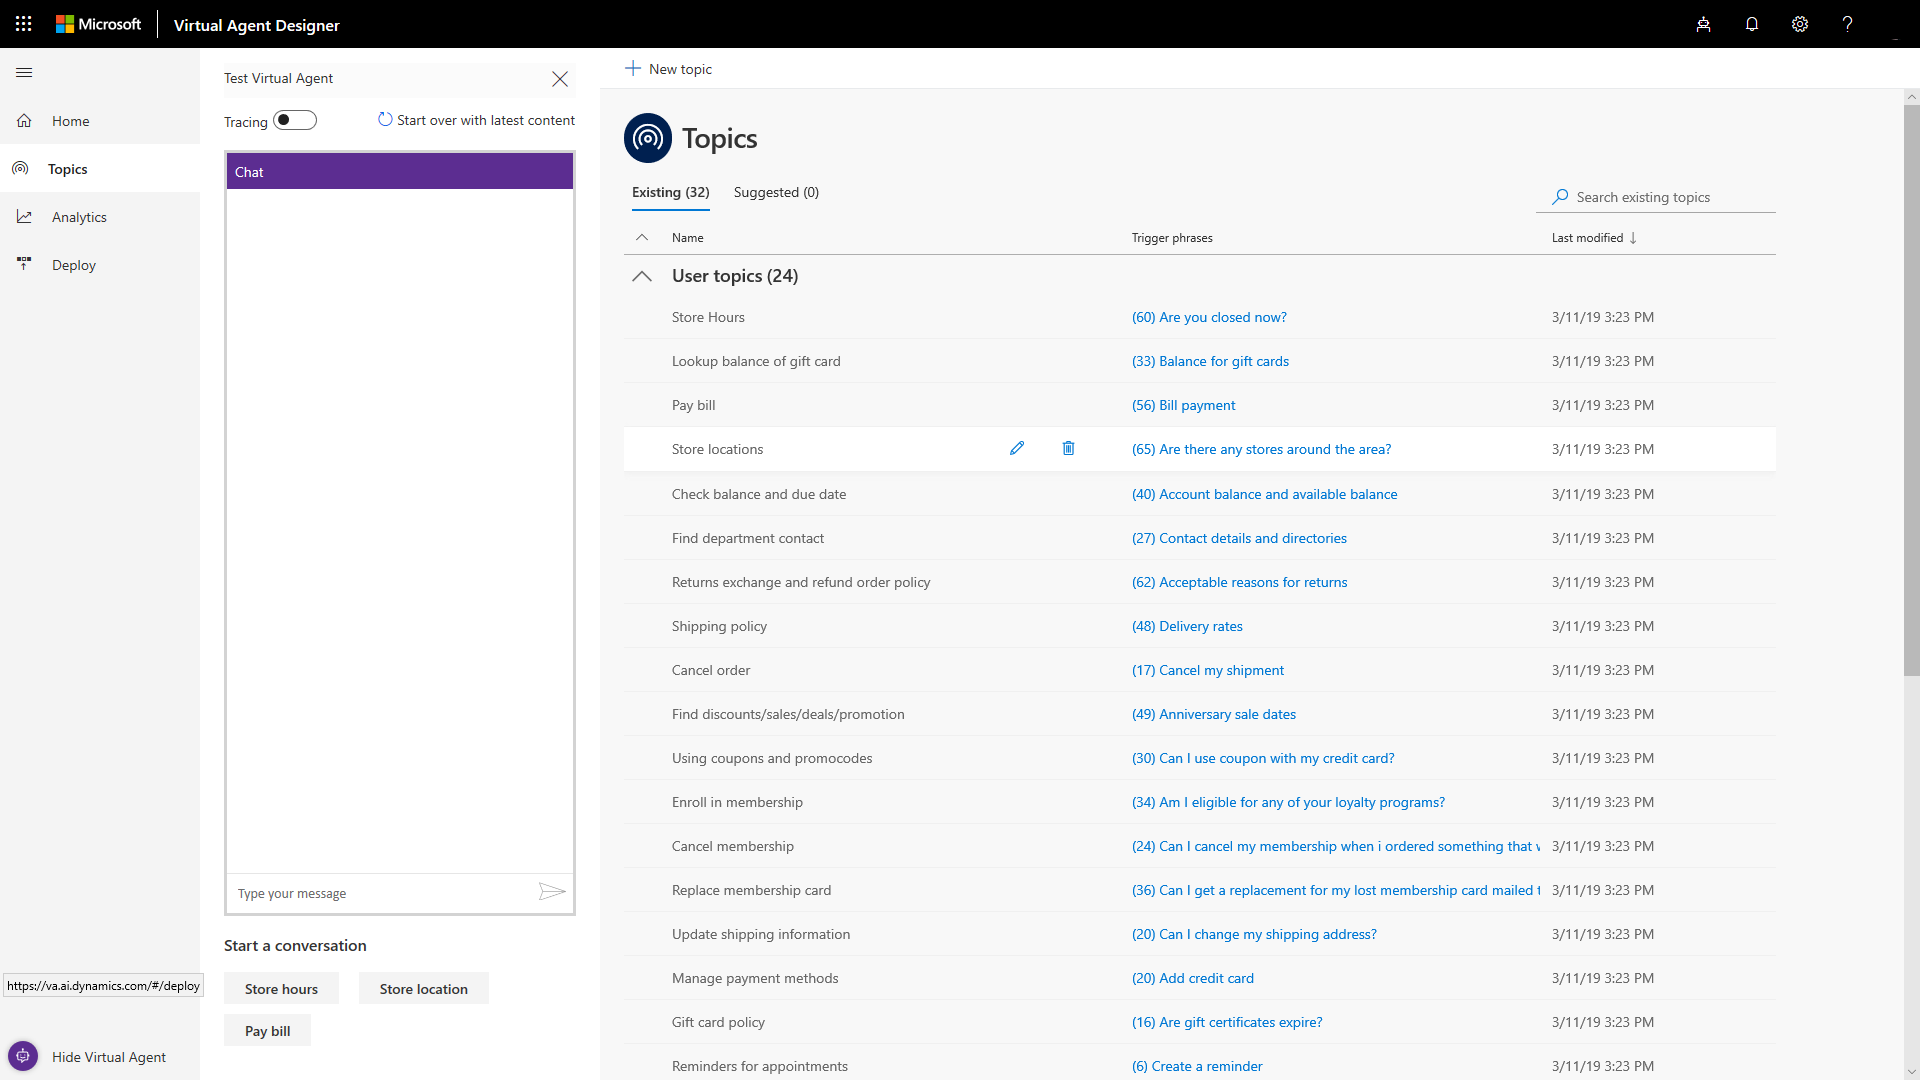 Microsoft
Virtual Agent Designer
Home
Topics
Analytics
Deploy
https://va.ai.dynamics.com/#/deploy
Hide Virtual Agent
Test Virtual Agent
Tracing
Start over with latest content
Chat
Type your message
Start a conversation
Store hours
Store location
Pay bill
New topic
Topics
Existing (32)
Suggested (0)
Search existing topics
Name Trigger phrases Last modified
User topics (24)
Store Hours (60) Are you closed now? 3/11/19 3:23 PM
Lookup balance of gift card (33) Balance for gift cards 3/11/19 3:23 PM
Pay bill (56) Bill payment 3/11/19 3:23 PM
Store locations (65) Are there any stores around the area? 3/11/19 3:23 PM
Check balance and due date (40) Account balance and available balance 3/11/19 3:23 PM
Find department contact (27) Contact details and directories 3/11/19 3:23 PM
Returns exchange and refund order policy (62) Acceptable reasons for returns 3/11/19 3:23 PM
Shipping policy (48) Delivery rates 3/11/19 3:23 PM
Cancel order (17) Cancel my shipment 3/11/19 3:23 PM
Find discounts/sales/deals/promotion (49) Anniversary sale dates 3/11/19 3:23 PM
Using coupons and promocodes (30) Can I use coupon with my credit card? 3/11/19 3:23 PM
Enroll in membership (34) Am I eligible for any of your loyalty programs? 3/11/19 3:23 PM
Cancel membership (24) Can I cancel my membership when i ordered something that 3/11/19 3:23 PM
Replace membership card (36) Can I get a replacement for my lost membership card mailed 3/11/19 3:23 PM
Update shipping information (20) Can I change my shipping address? 3/11/19 3:23 PM
Manage payment methods (20) Add credit card 3/11/19 3:23 PM
Gift card policy (16) Are gift certificates expire? 3/11/19 3:23 PM
Reminders for appointments (6) Create a reminder 3/11/19 3:23 PM